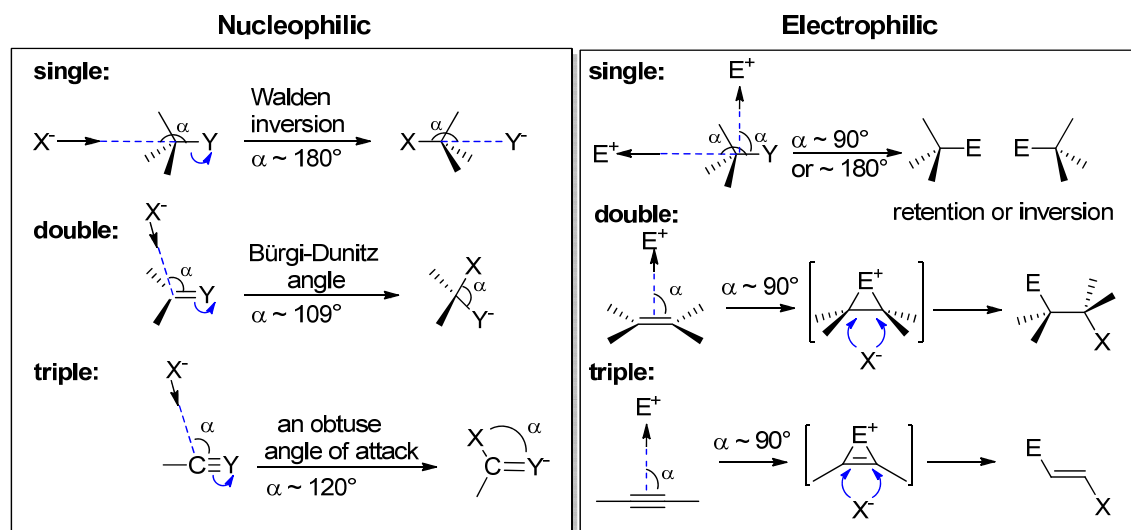 Nucleophilic
single:
X⁻
α
Y
Walden
inversion
α ~ 180°
X
α
Y⁻
double:
X⁻
α
Y
Bürgi-Dunitz
angle
α ~ 109°
X
α
Y⁻
triple:
X⁻
α
C≡Y
an obtuse
angle of attack
α ~ 120°
X
α
C=Y⁻
Electrophilic
single:
E⁺
E⁺
α
α
Y
α ~ 90°
or ~ 180°
E
E
retention or inversion
double:
E⁺
α
α ~ 90°
E⁺
X⁻
E
X
triple:
E⁺
α
α ~ 90°
E⁺
X⁻
E
X